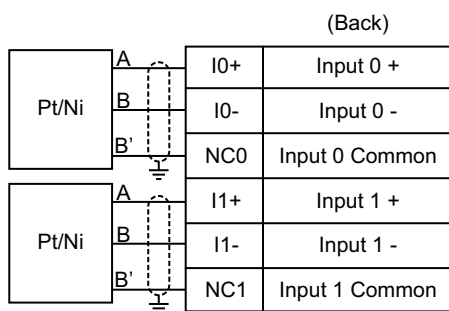 (Back)
A I0+ Input 0 +
Pt/Ni B I0- Input 0 -
B’ NC0 Input 0 Common
A I1+ Input 1 +
Pt/Ni B I1- Input 1 -
B’ NC1 Input 1 Common